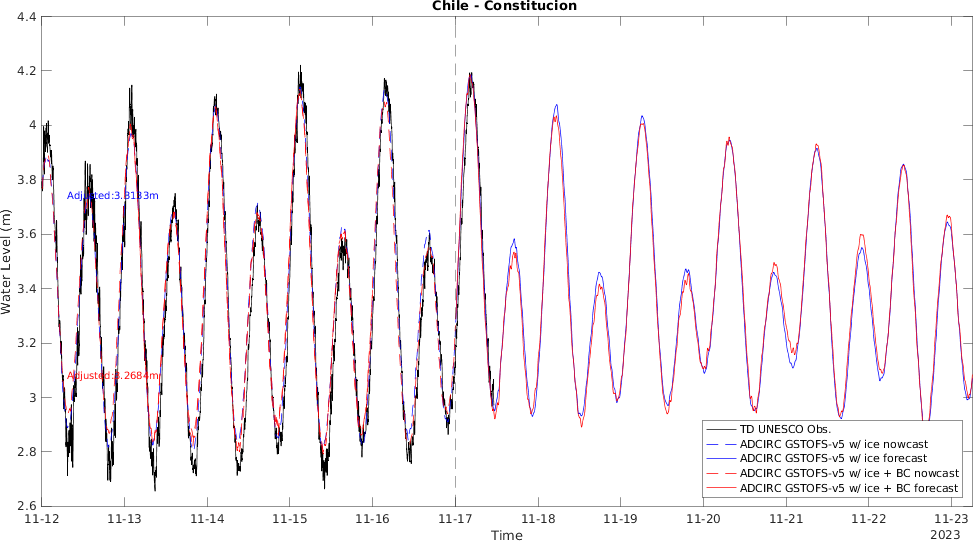 Chile - Constitucion
4.4
4.2
4
3.8
3.6
3.4
3.2
3
2.8
2.6
Water Level (m)
Adjusted:3.8183m
Adjusted:3.2684m
TD UNESCO Obs.
ADCIRC GSTOFS-v5 w/ ice nowcast
ADCIRC GSTOFS-v5 w/ ice forecast
ADCIRC GSTOFS-v5 w/ ice + BC nowcast
ADCIRC GSTOFS-v5 w/ ice + BC forecast
11-12 11-13 11-14 11-15 11-16 11-17 11-18 11-19 11-20 11-21 11-22 11-23
2023
Time